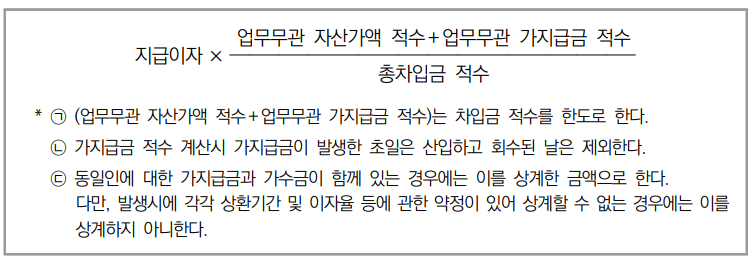 업무무관 자산가액 적수+업무무관 가지급금 적수
지급이자 ×
총차입금 적수
* ㉠ (업무무관 자산가액 적수+업무무관 가지급금 적수)는 차입금 적수를 한도로 한다.
㉡ 가지급금 적수 계산시 가지급금이 발생한 초일은 산입하고 회수된 날은 제외한다.
㉢ 동일인에 대한 가지급금과 가수금이 함께 있는 경우에는 이를 상계한 금액으로 한다.
다만, 발생시에 각각 상환기간 및 이자율 등에 관한 약정이 있어 상계할 수 없는 경우에는 이를
상계하지 아니한다.